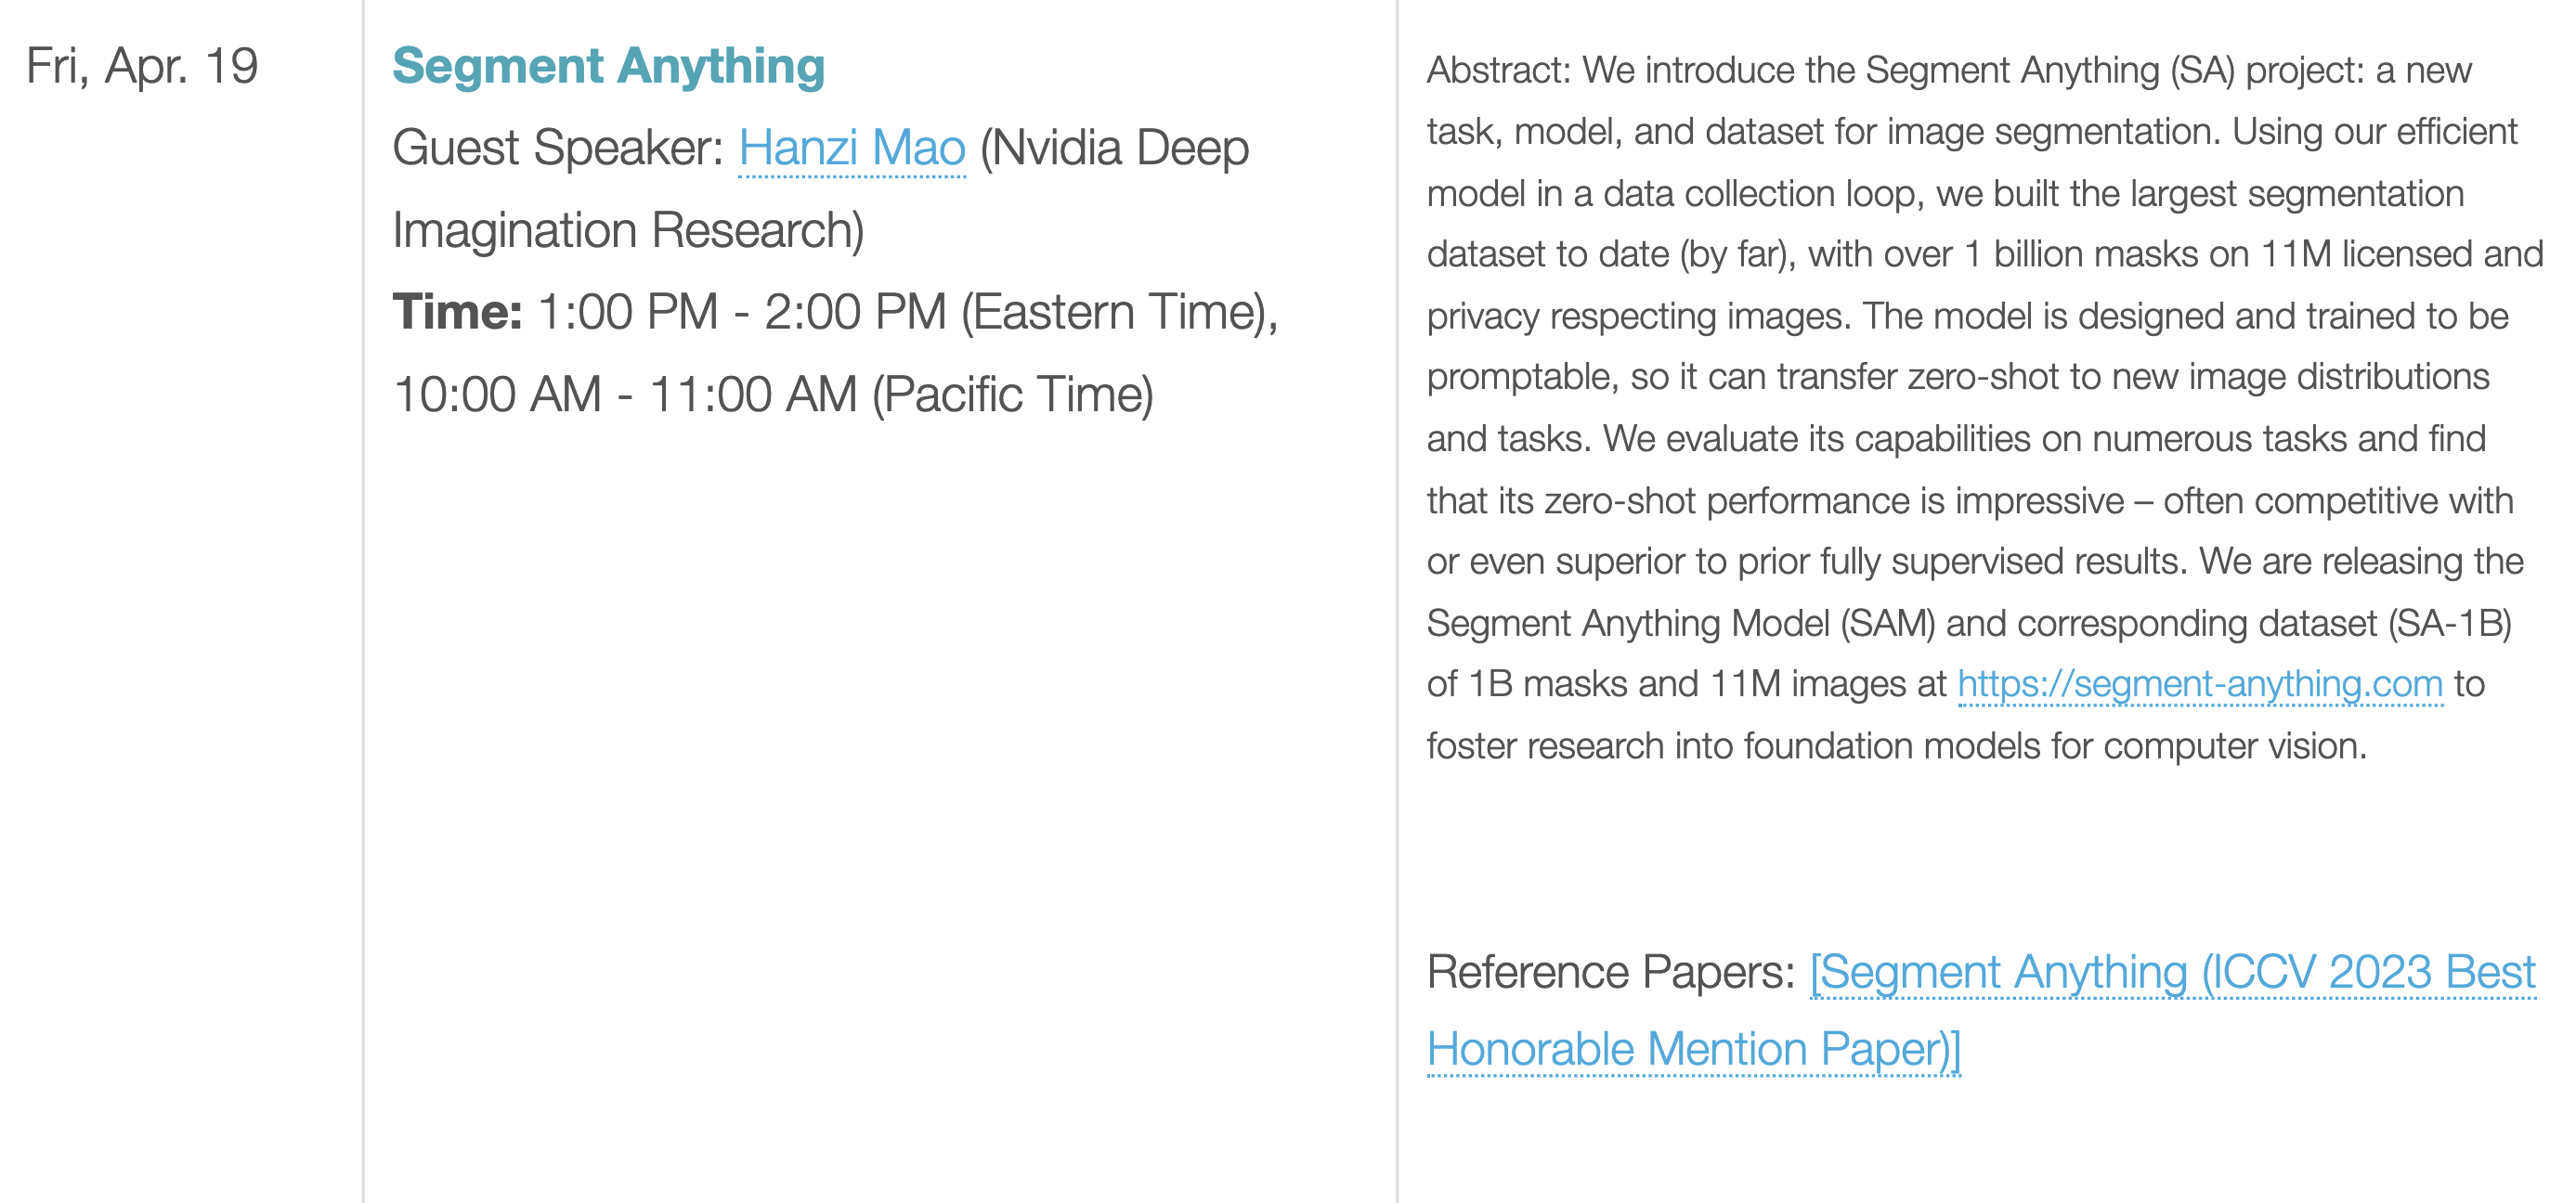 Fri, Apr. 19
Segment Anything
Guest Speaker: Hanzi Mao (Nvidia Deep
Imagination Research)
Time: 1:00 PM - 2:00 PM (Eastern Time),
10:00 AM - 11:00 AM (Pacific Time)
Abstract: We introduce the Segment Anything (SA) project: a new
task, model, and dataset for image segmentation. Using our efficient
model in a data collection loop, we built the largest segmentation
dataset to date (by far), with over 1 billion masks on 11M licensed and
privacy respecting images. The model is designed and trained to be
promptable, so it can transfer zero-shot to new image distributions
and tasks. We evaluate its capabilities on numerous tasks and find
that its zero-shot performance is impressive – often competitive with
or even superior to prior fully supervised results. We are releasing the
Segment Anything Model (SAM) and corresponding dataset (SA-1B)
of 1B masks and 11M images at https://segment-anything.com to
foster research into foundation models for computer vision.
Reference Papers: [Segment Anything (ICCV 2023 Best
Honorable Mention Paper)]